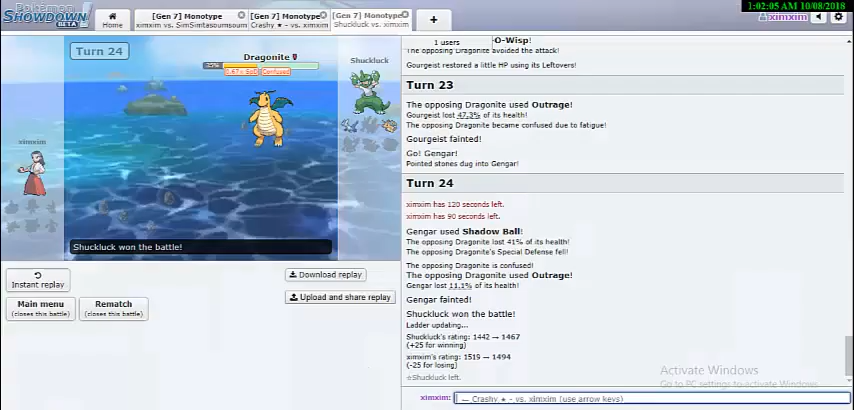 Pokémon
SHOWDOWN
BETA
Home
[Gen 7] Monotype
ximxim vs. SimSimtasoumsoum
[Gen 7] Monotype
Crashy ★ - vs. ximxim
[Gen 7] Monotype
Shuckluck vs. ximxim
+
1:02:05 AM 10/08/2018
ximxim
Turn 24
Dragonite
0.67× SpD
Confused
Shuckluck
ximxim
Shuckluck won the battle!
Instant replay
Download replay
Upload and share replay
Main menu
(closes this battle)
Rematch
(closes this battle)
1 users
-O-Wisp!
The opposing Dragonite avoided the attack!
Gourgeist restored a little HP using its Leftovers!
Turn 23
The opposing Dragonite used Outrage!
Gourgeist lost 47.3% of its health!
The opposing Dragonite became confused due to fatigue!
Gourgeist fainted!
Go! Gengar!
Pointed stones dug into Gengar!
Turn 24
ximxim has 120 seconds left.
ximxim has 90 seconds left.
Gengar used Shadow Ball!
The opposing Dragonite lost 41% of its health!
The opposing Dragonite's Special Defense fell!
The opposing Dragonite is confused!
The opposing Dragonite used Outrage!
Gengar lost 11.1% of its health!
Gengar fainted!
Shuckluck won the battle!
Ladder updating...
Shuckluck's rating: 1442 → 1467
(+25 for winning)
ximxim's rating: 1519 → 1494
(-25 for losing)
☆Shuckluck left.
Activate Windows
Go to PC settings to activate Windows.
ximxim:
Crashy ★ - vs. ximxim (use arrow keys)